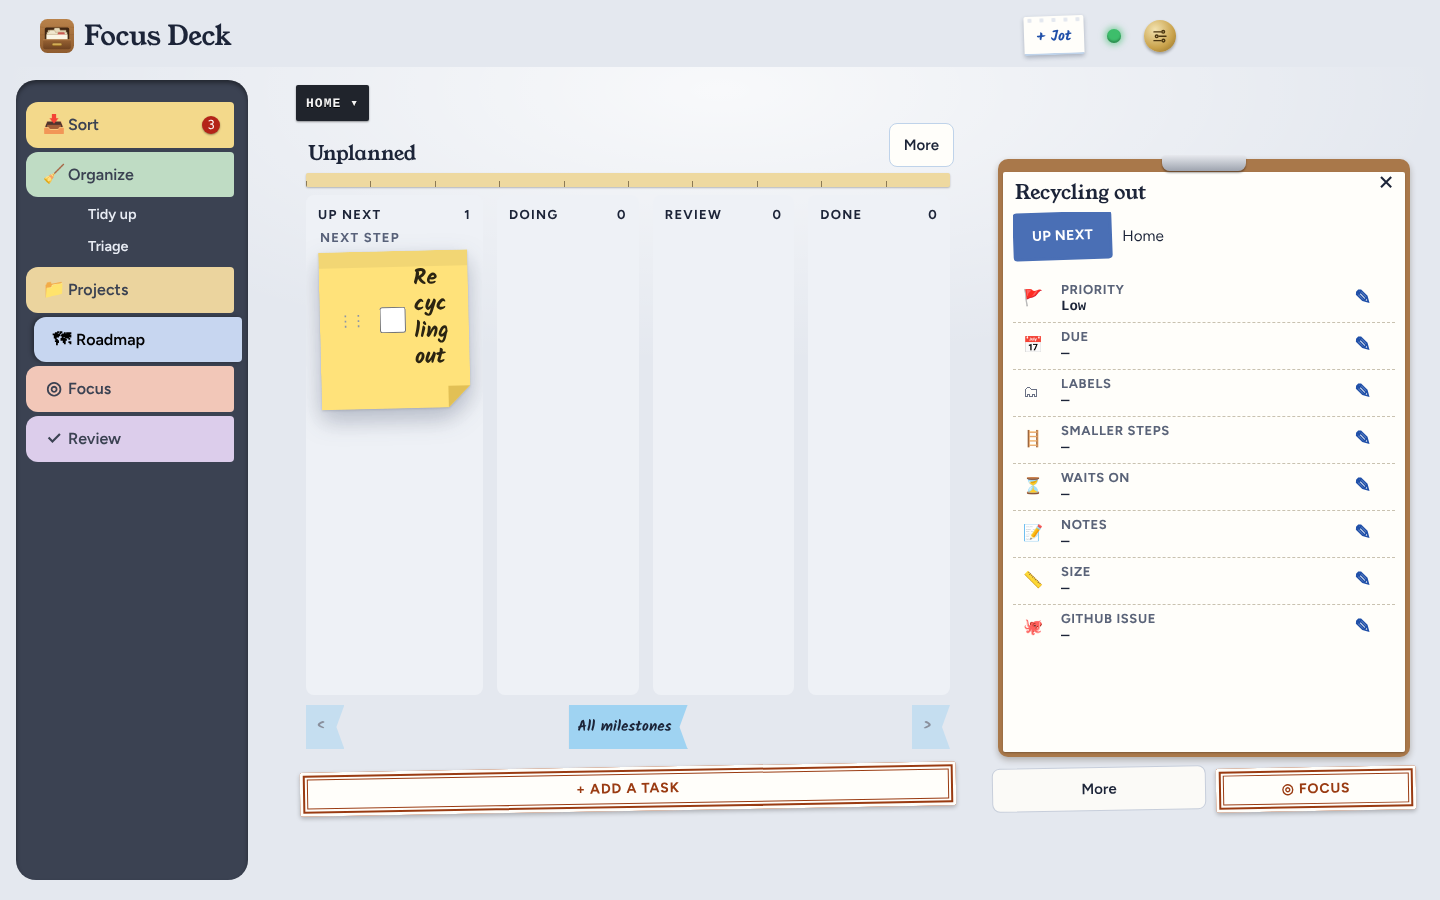 Focus Deck
+ Jot
Sort
3
Organize
Tidy up
Triage
Projects
Roadmap
Focus
Review
HOME ▾
Unplanned
More
UP NEXT 1
NEXT STEP
Re
cyc
ling
out
DOING 0
REVIEW 0
DONE 0
<
All milestones
>
+ ADD A TASK
Recycling out
✕
UP NEXT
Home
PRIORITY
Low
DUE
—
LABELS
—
SMALLER STEPS
—
WAITS ON
—
NOTES
—
SIZE
—
GITHUB ISSUE
—
More
◎ FOCUS